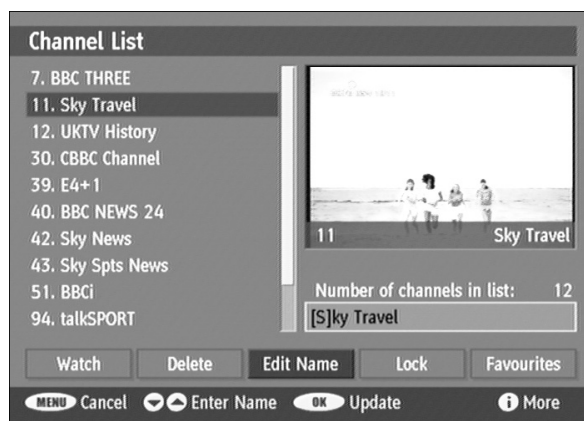 Channel List
7. BBC THREE
11. Sky Travel
12. UKTV History
30. CBBC Channel
39. E4+1
40. BBC NEWS 24
42. Sky News
43. Sky Spts News
51. BBCi
94. talkSPORT
11 Sky Travel
Number of channels in list: 12
[S]ky Travel
Watch Delete Edit Name Lock Favourites
MENU Cancel Enter Name OK Update i More